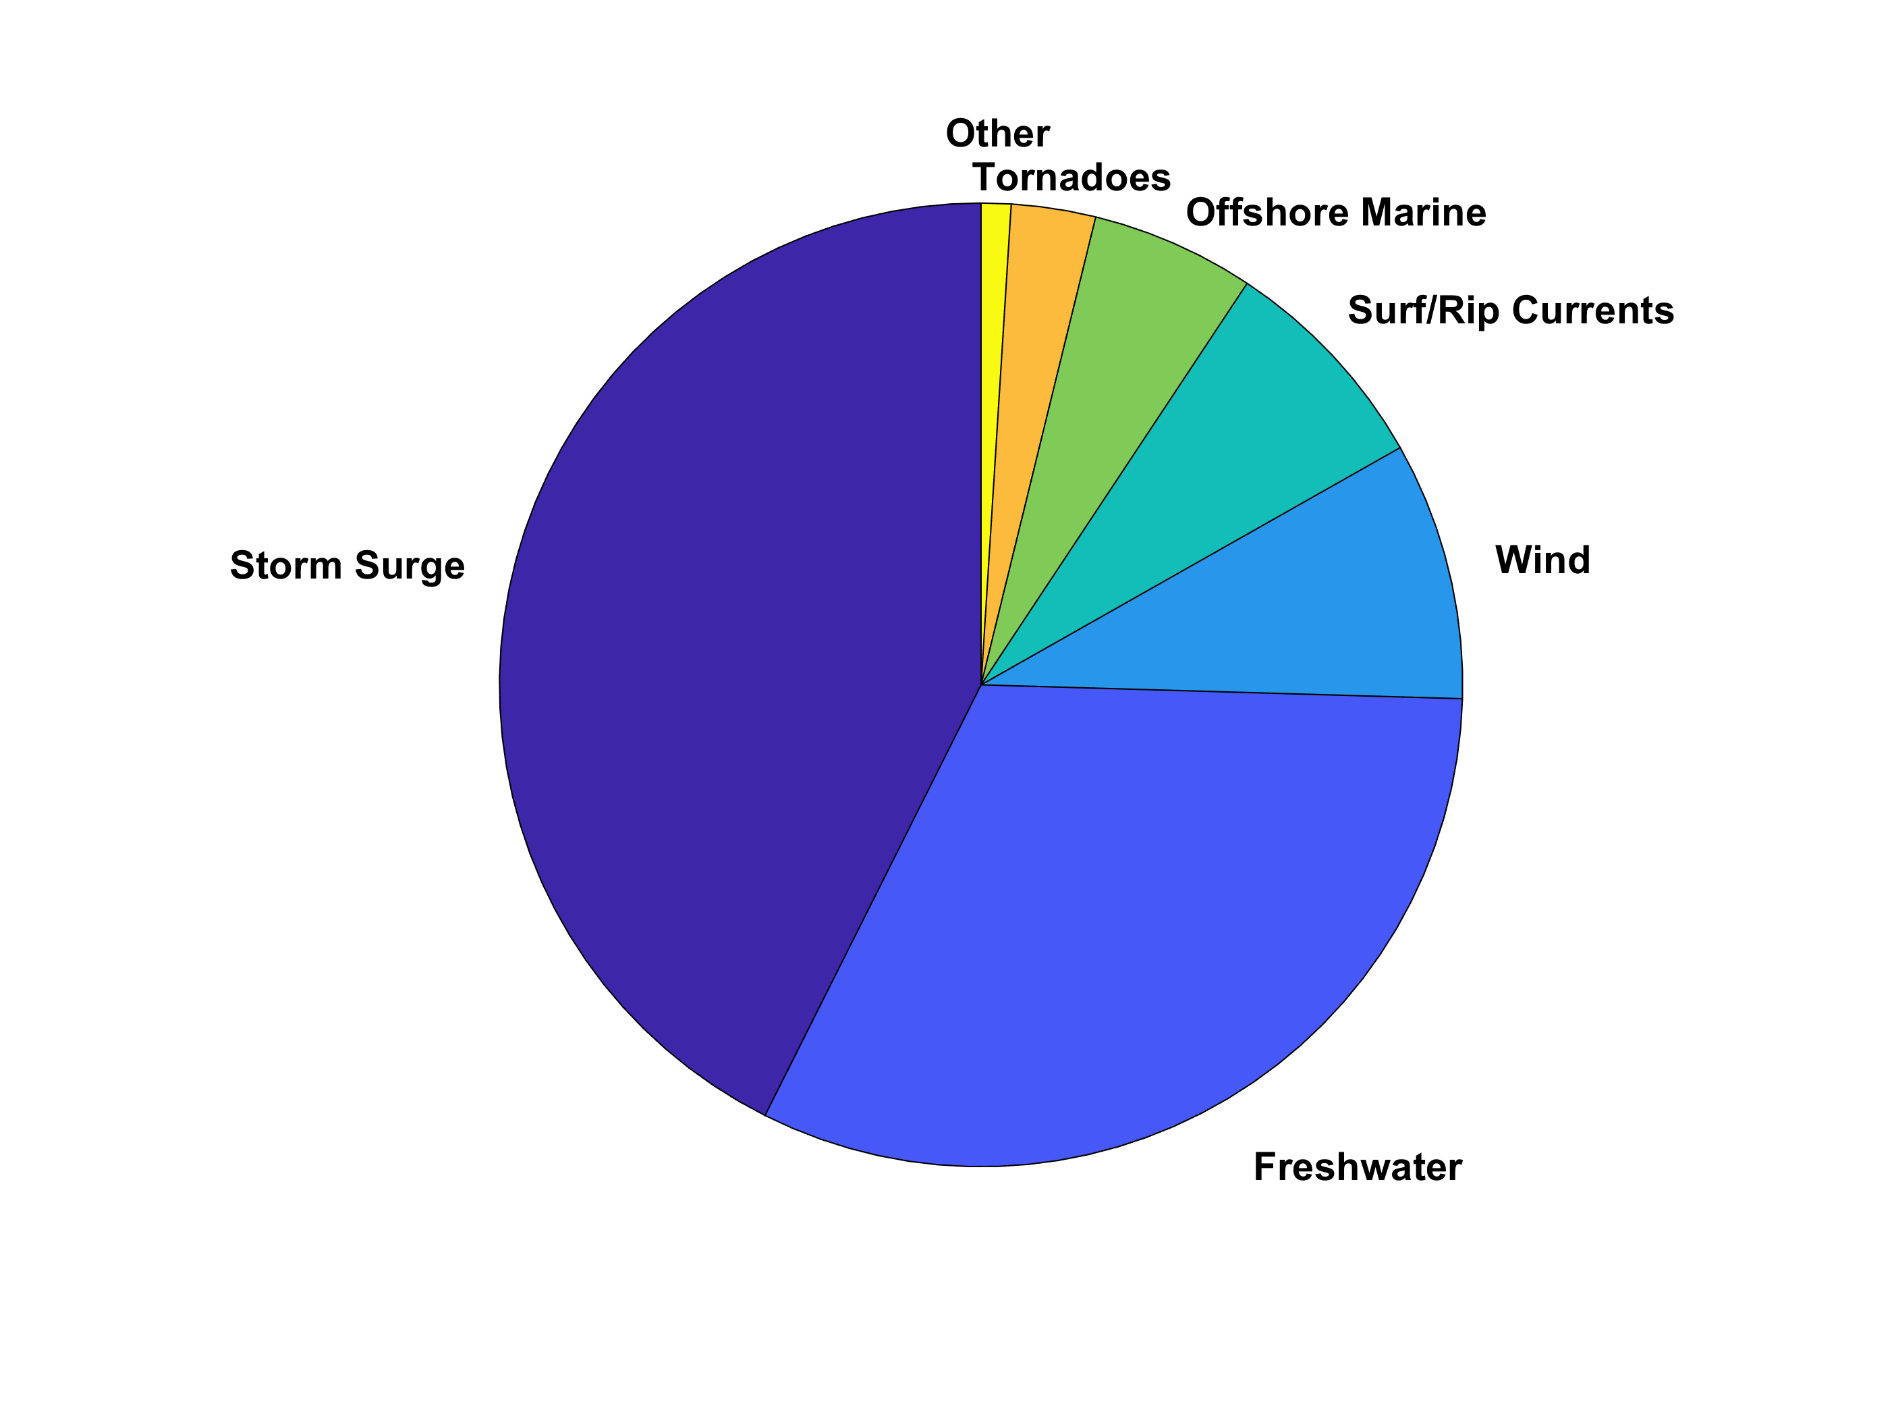 Other
Tornadoes
Offshore Marine
Surf/Rip Currents
Wind
Storm Surge
Freshwater